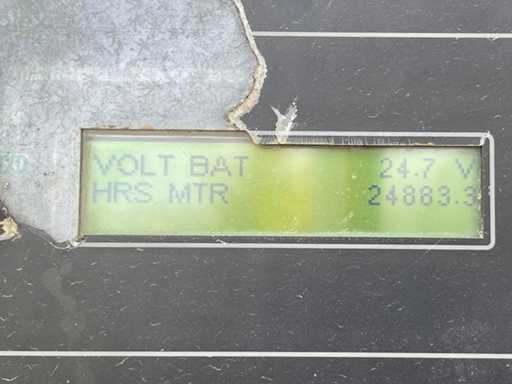 VOLT BAT 24.7 V
HRS MTR 24883.3